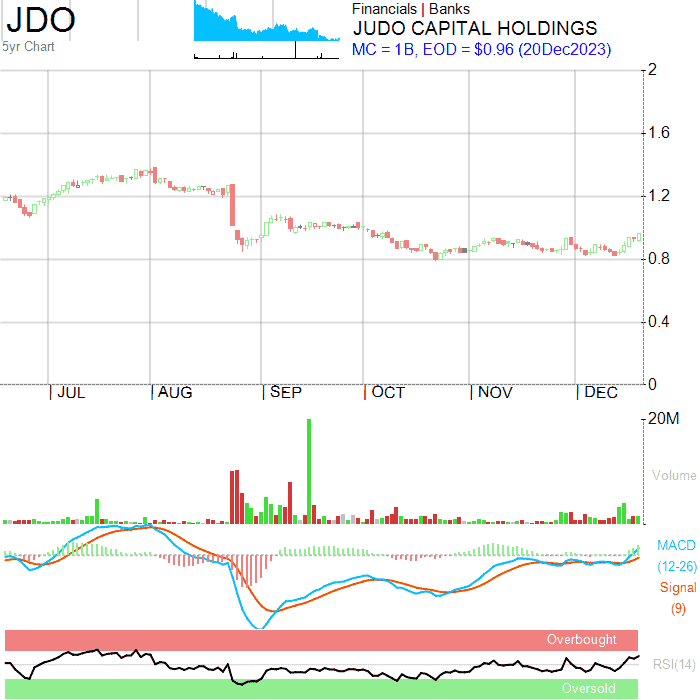 JDO
5yr Chart
Financials | Banks
JUDO CAPITAL HOLDINGS
MC = 1B, EOD = $0.96 (20Dec2023)
2
1.6
1.2
0.8
0.4
0
JUL AUG SEP OCT NOV DEC
20M
Volume
MACD
(12-26)
Signal
(9)
Overbought
RSI(14)
Oversold